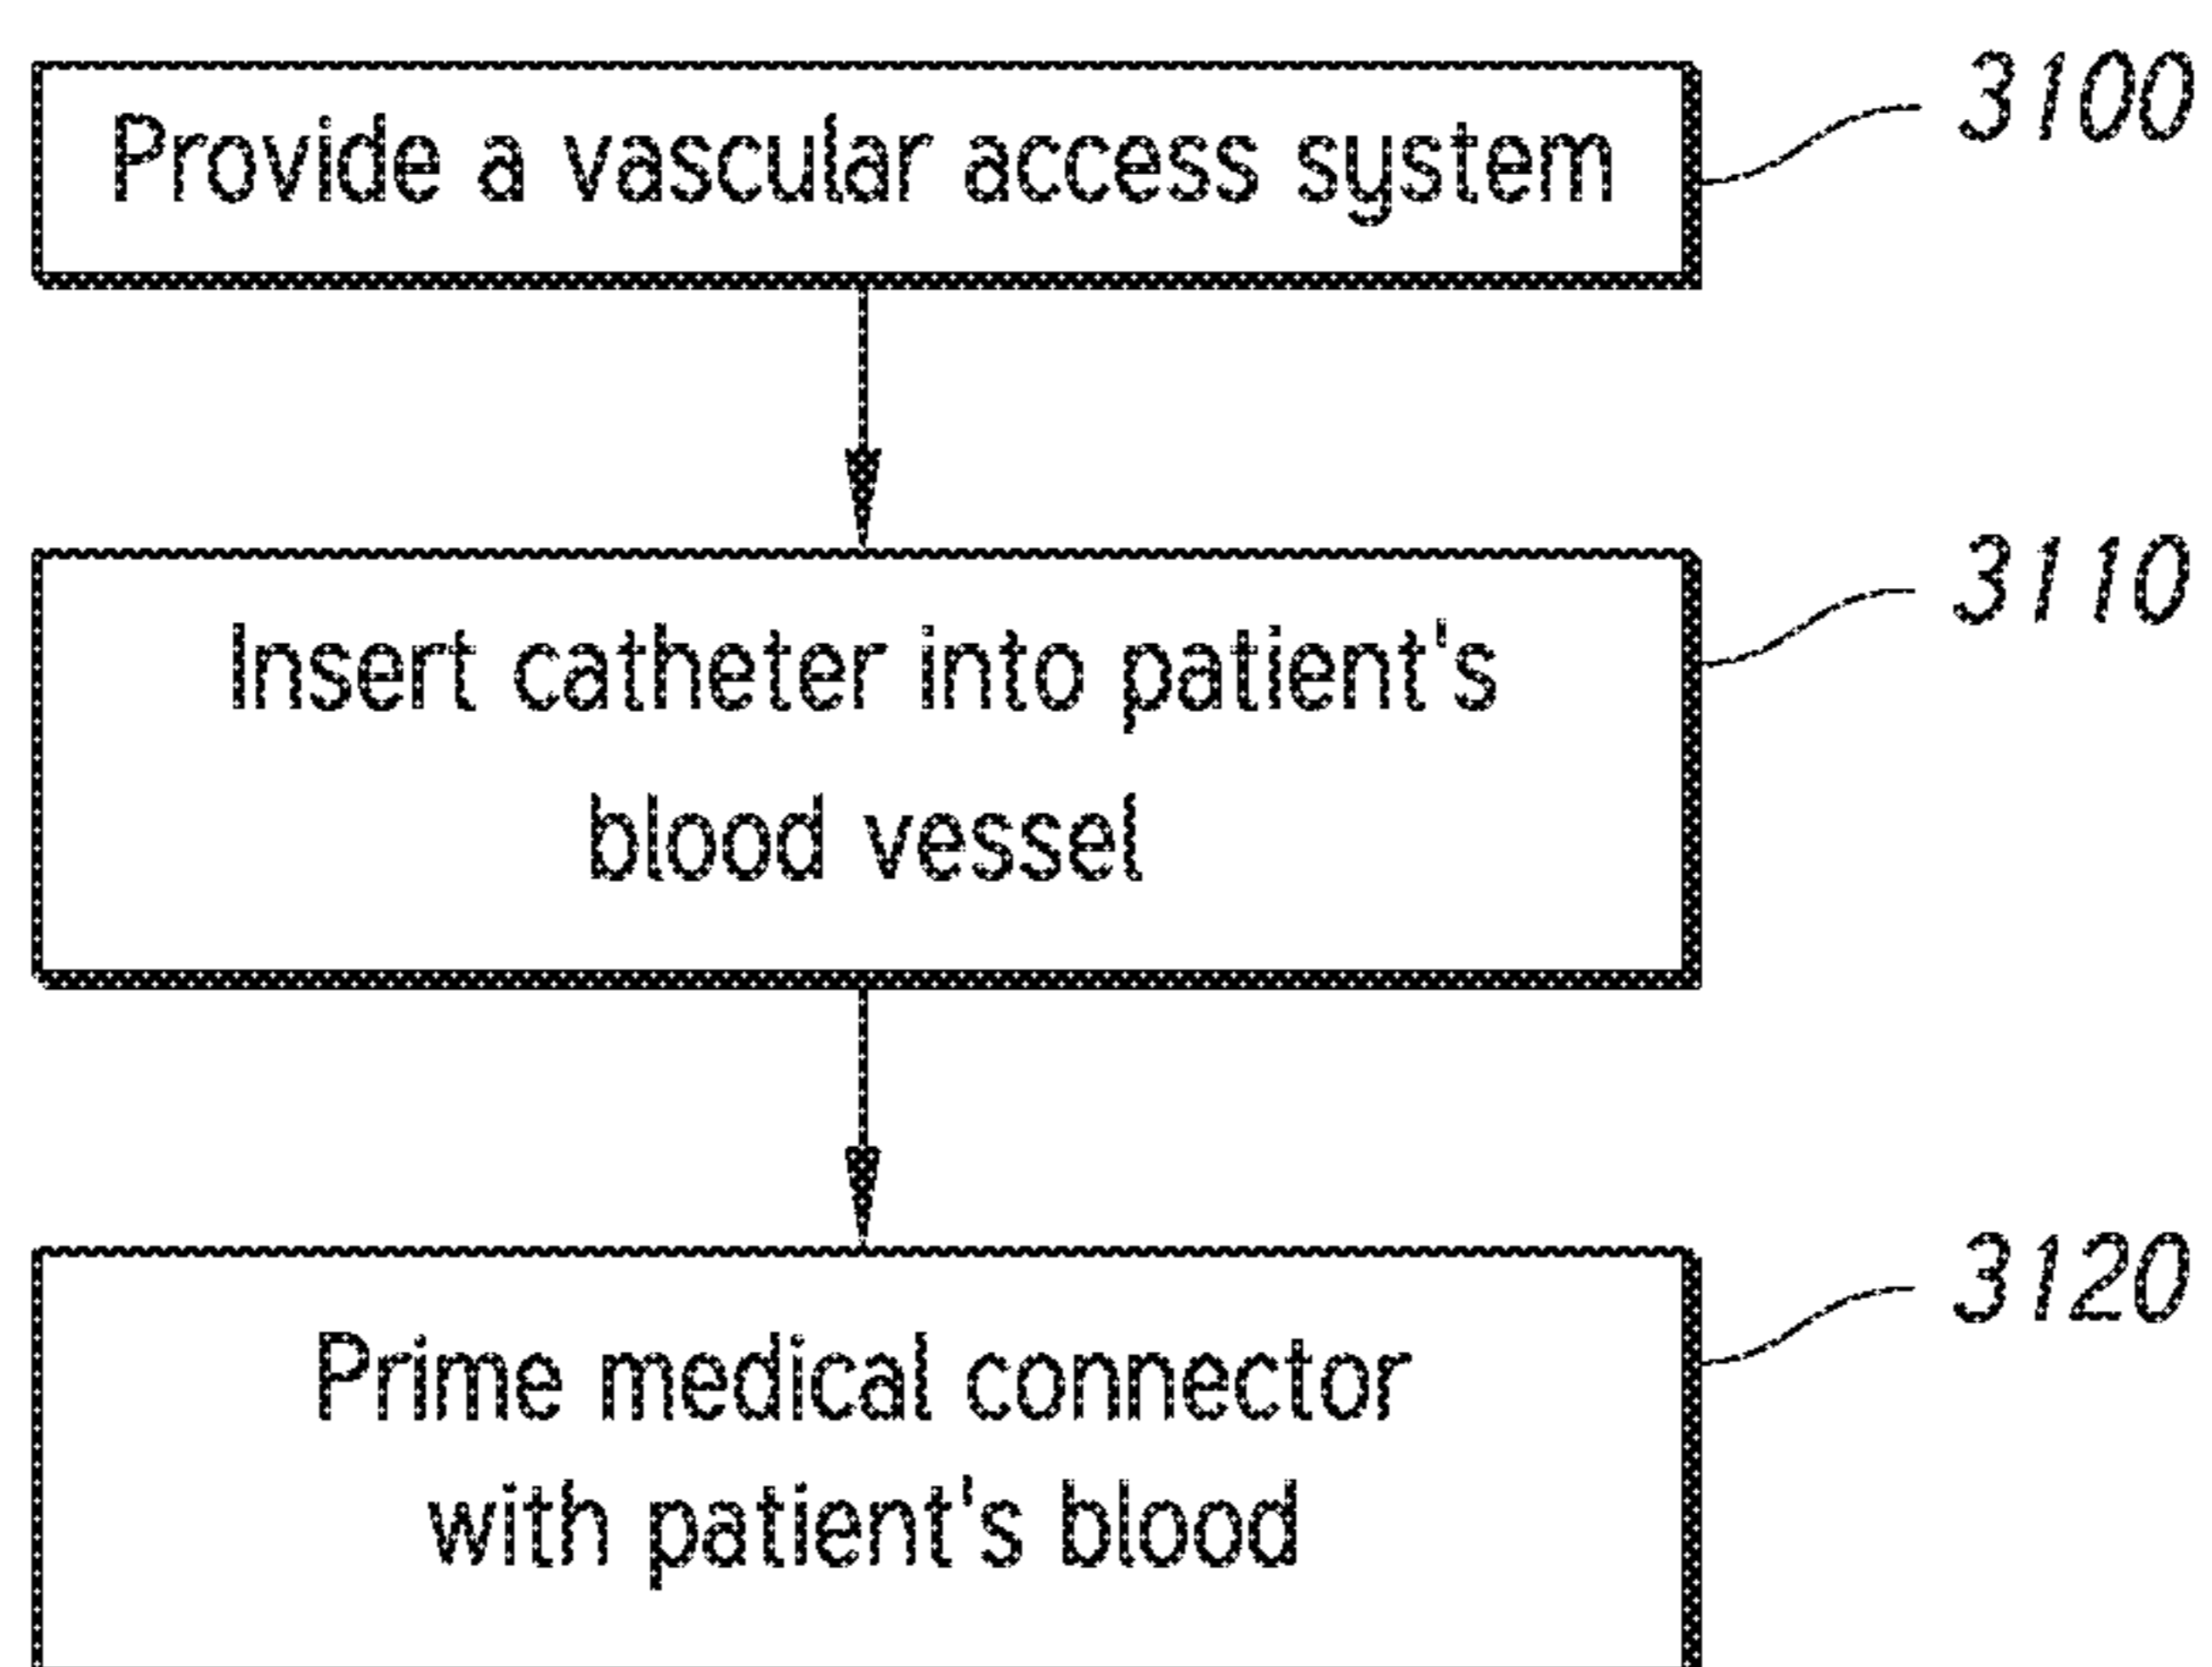 Provide a vascular access system
3100
Insert catheter into patient's
blood vessel
3110
Prime medical connector
with patient's blood
3120